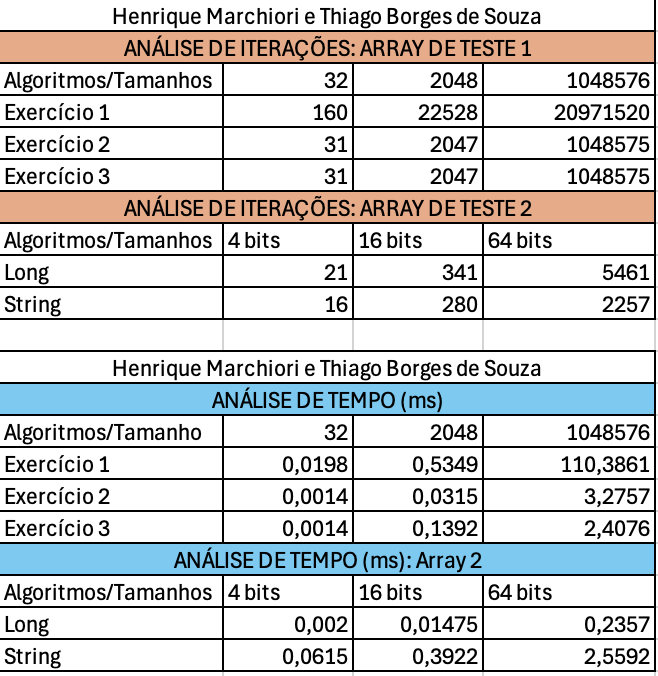 Henrique Marchiori e Thiago Borges de Souza
ANÁLISE DE ITERAÇÕES: ARRAY DE TESTE 1
Algoritmos/Tamanhos 32 2048 1048576
Exercício 1 160 22528 20971520
Exercício 2 31 2047 1048575
Exercício 3 31 2047 1048575
ANÁLISE DE ITERAÇÕES: ARRAY DE TESTE 2
Algoritmos/Tamanhos 4 bits 16 bits 64 bits
Long 21 341 5461
String 16 280 2257
Henrique Marchiori e Thiago Borges de Souza
ANÁLISE DE TEMPO (ms)
Algoritmos/Tamanho 32 2048 1048576
Exercício 1 0,0198 0,5349 110,3861
Exercício 2 0,0014 0,0315 3,2757
Exercício 3 0,0014 0,1392 2,4076
ANÁLISE DE TEMPO (ms): Array 2
Algoritmos/Tamanhos 4 bits 16 bits 64 bits
Long 0,002 0,01475 0,2357
String 0,0615 0,3922 2,5592